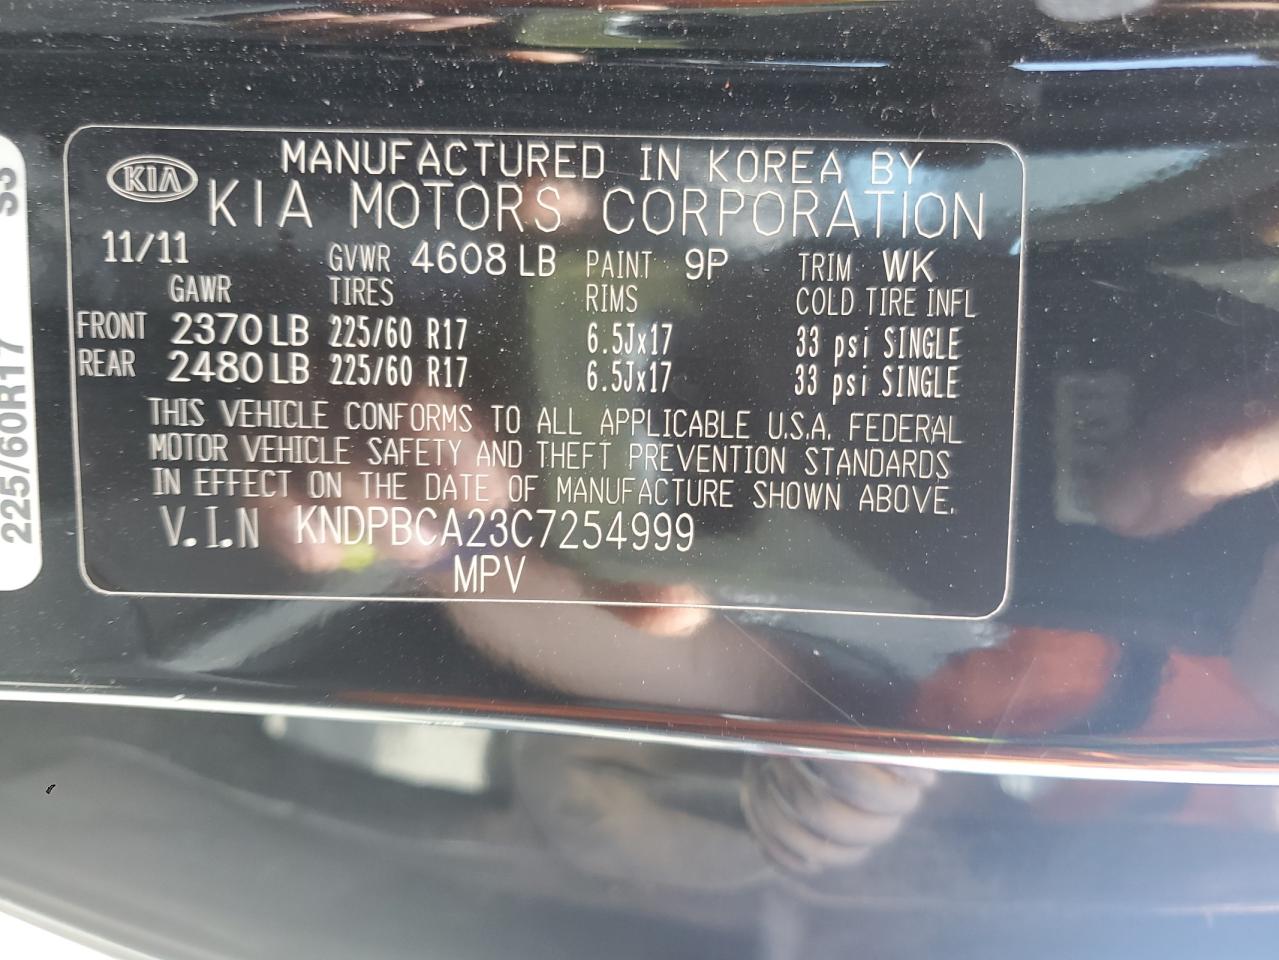 MANUFACTURED IN KOREA BY
KIA
KIA MOTORS CORPORATION
11/11 GVWR 4608 LB PAINT 9P TRIM WK
GAWR TIRES RIMS COLD TIRE INFL
FRONT 2370 LB 225/60 R17 6.5Jx17 33 psi SINGLE
REAR 2480 LB 225/60 R17 6.5Jx17 33 psi SINGLE
THIS VEHICLE CONFORMS TO ALL APPLICABLE U.S.A. FEDERAL
MOTOR VEHICLE SAFETY AND THEFT PREVENTION STANDARDS
IN EFFECT ON THE DATE OF MANUFACTURE SHOWN ABOVE.
V.I.N KNDPBCA23C7254999
MPV
225/60R17